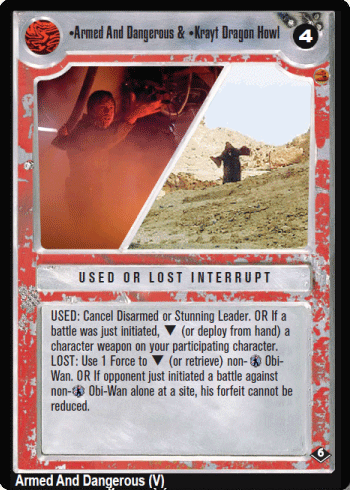 •Armed And Dangerous & •Krayt Dragon Howl
4
USED OR LOST INTERRUPT
USED: Cancel Disarmed or Stunning Leader. OR If a
battle was just initiated, ▼ (or deploy from hand) a
character weapon on your participating character.
LOST: Use 1 Force to ▼ (or retrieve) non- Obi-
Wan. OR If opponent just initiated a battle against
non- Obi-Wan alone at a site, his forfeit cannot be
reduced.
6
Armed And Dangerous (V)